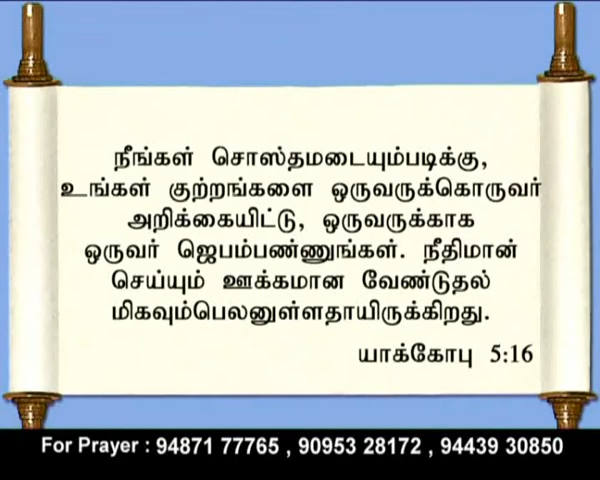 நீங்கள் சொஸ்தமடையும்படிக்கு,
உங்கள் குற்றங்களை ஒருவருக்கொருவர்
அறிக்கையிட்டு, ஒருவருக்காக
ஒருவர் ஜெபம்பண்ணுங்கள். நீதிமான்
செய்யும் ஊக்கமான வேண்டுதல்
மிகவும்பெலனுள்ளதாயிருக்கிறது.
யாக்கோபு 5:16
For Prayer : 94871 77765 , 90953 28172 , 94439 30850